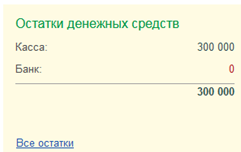 Остатки денежных средств
Касса: 300 000
Банк: 0
300 000
Все остатки